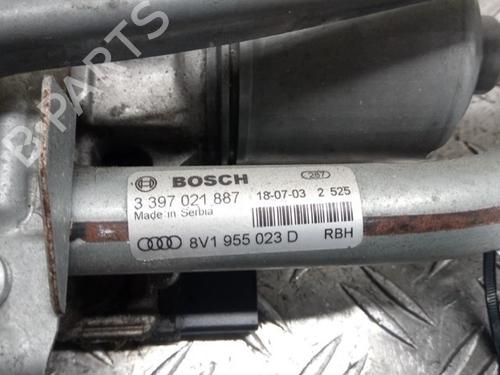 B-PARTS
BOSCH 287
3 397 021 887 18-07-03 2 525
Made in Serbia
8V1 955 023 D RBH